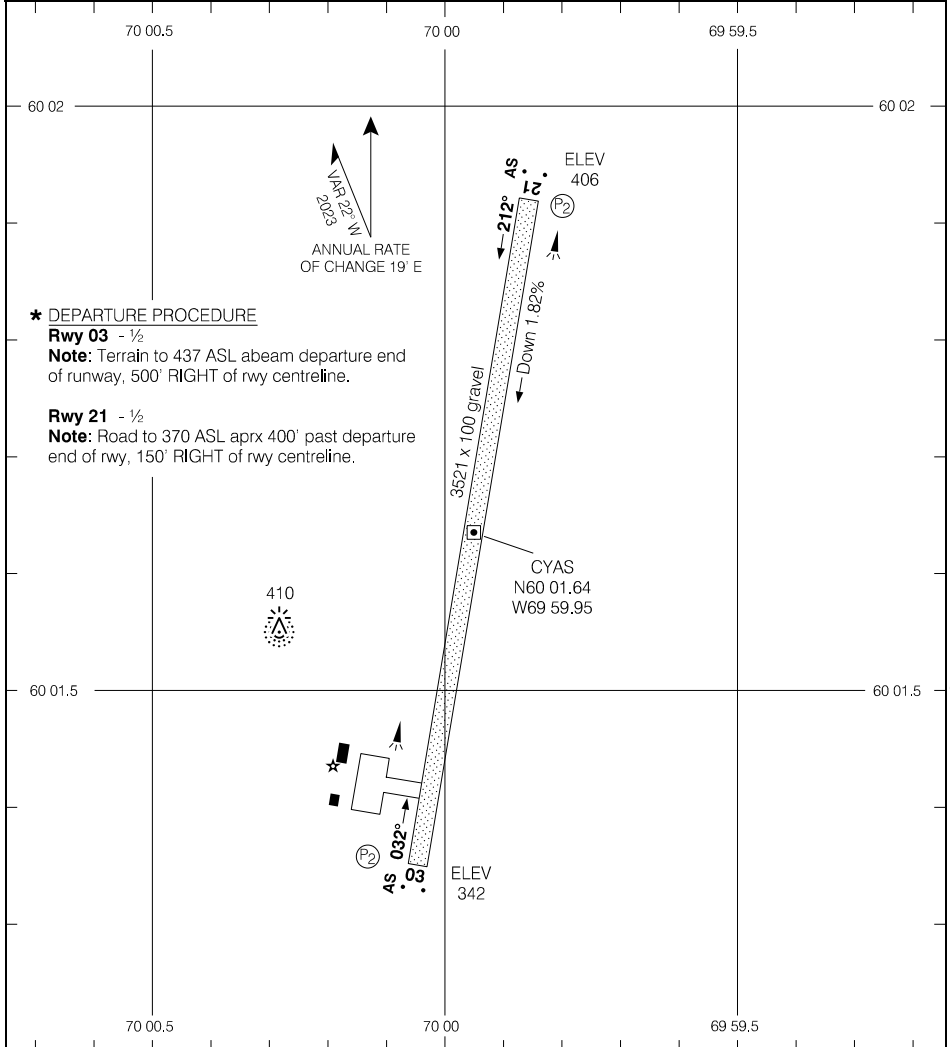 70 00.5 70 00 69 59.5
60 02 60 02
AS
21
ELEV
406
P2
212°
VAR 22° W
2023
ANNUAL RATE
OF CHANGE 19' E
Down 1.82%
* DEPARTURE PROCEDURE
Rwy 03 - ½
Note: Terrain to 437 ASL abeam departure end
of runway, 500' RIGHT of rwy centreline.
Rwy 21 - ½
Note: Road to 370 ASL aprx 400' past departure
end of rwy, 150' RIGHT of rwy centreline.
3521 x 100 gravel
CYAS
N60 01.64
W69 59.95
410
60 01.5 60 01.5
032°
P2
AS
03
ELEV
342
70 00.5 70 00 69 59.5